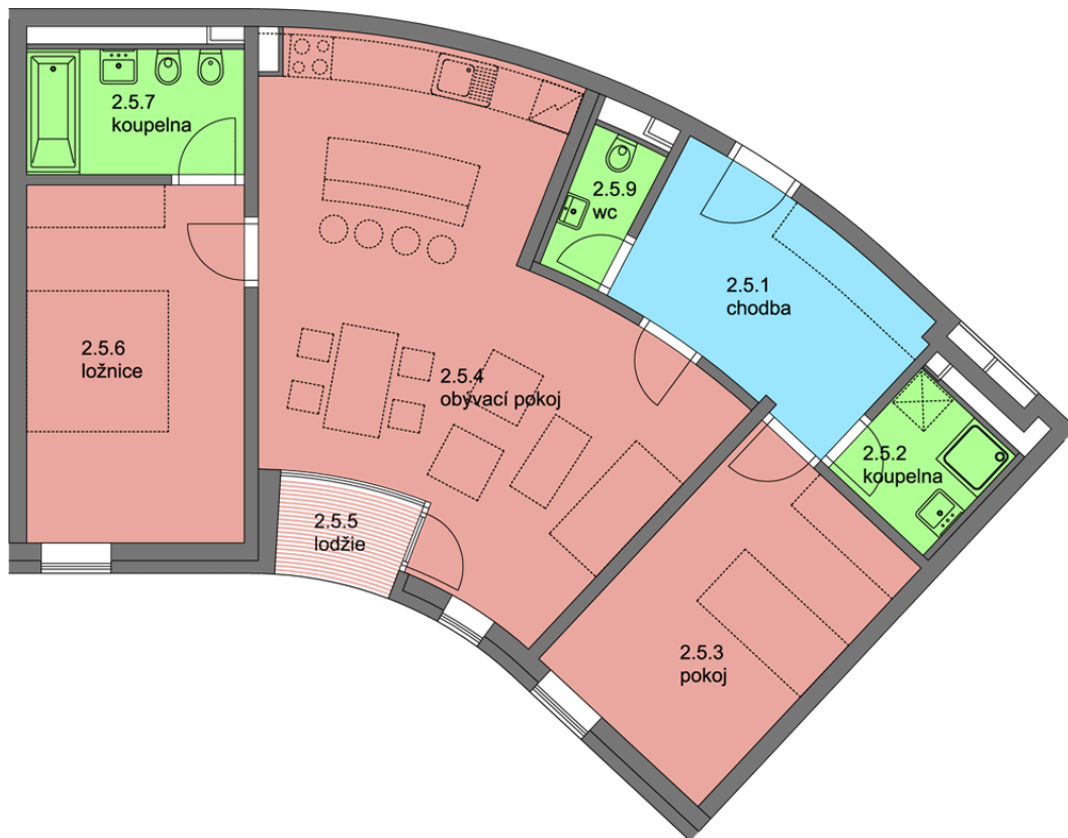 2.5.7
koupelna
2.5.9
wc
2.5.1
chodba
2.5.6
ložnice
2.5.4
obývací pokoj
2.5.2
koupelna
2.5.5
lodžie
2.5.3
pokoj